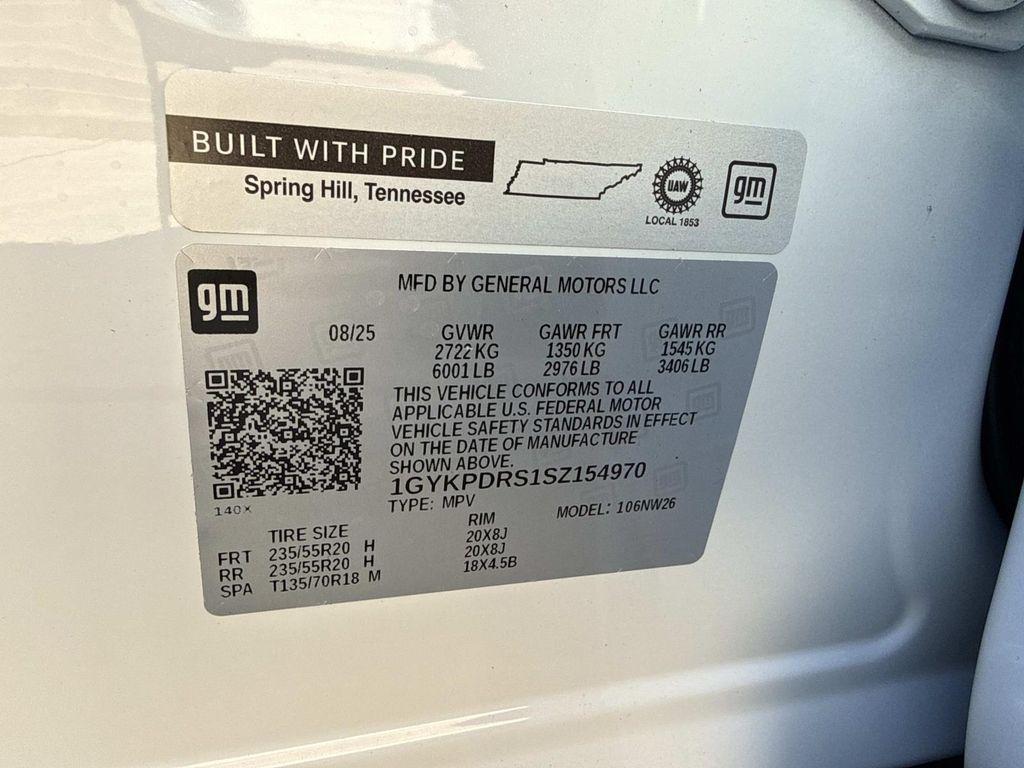 BUILT WITH PRIDE
Spring Hill, Tennessee
UAW
LOCAL 1853
gm
gm
MFD BY GENERAL MOTORS LLC
08/25 GVWR GAWR FRT GAWR RR
2722 KG 1350 KG 1545 KG
6001 LB 2976 LB 3406 LB
THIS VEHICLE CONFORMS TO ALL
APPLICABLE U.S. FEDERAL MOTOR
VEHICLE SAFETY STANDARDS IN EFFECT
ON THE DATE OF MANUFACTURE
SHOWN ABOVE.
1GYKPDRS1SZ154970
TYPE: MPV MODEL: 106NW26
140X
TIRE SIZE RIM
FRT 235/55R20 H 20X8J
RR 235/55R20 H 20X8J
SPA T135/70R18 M 18X4.5B